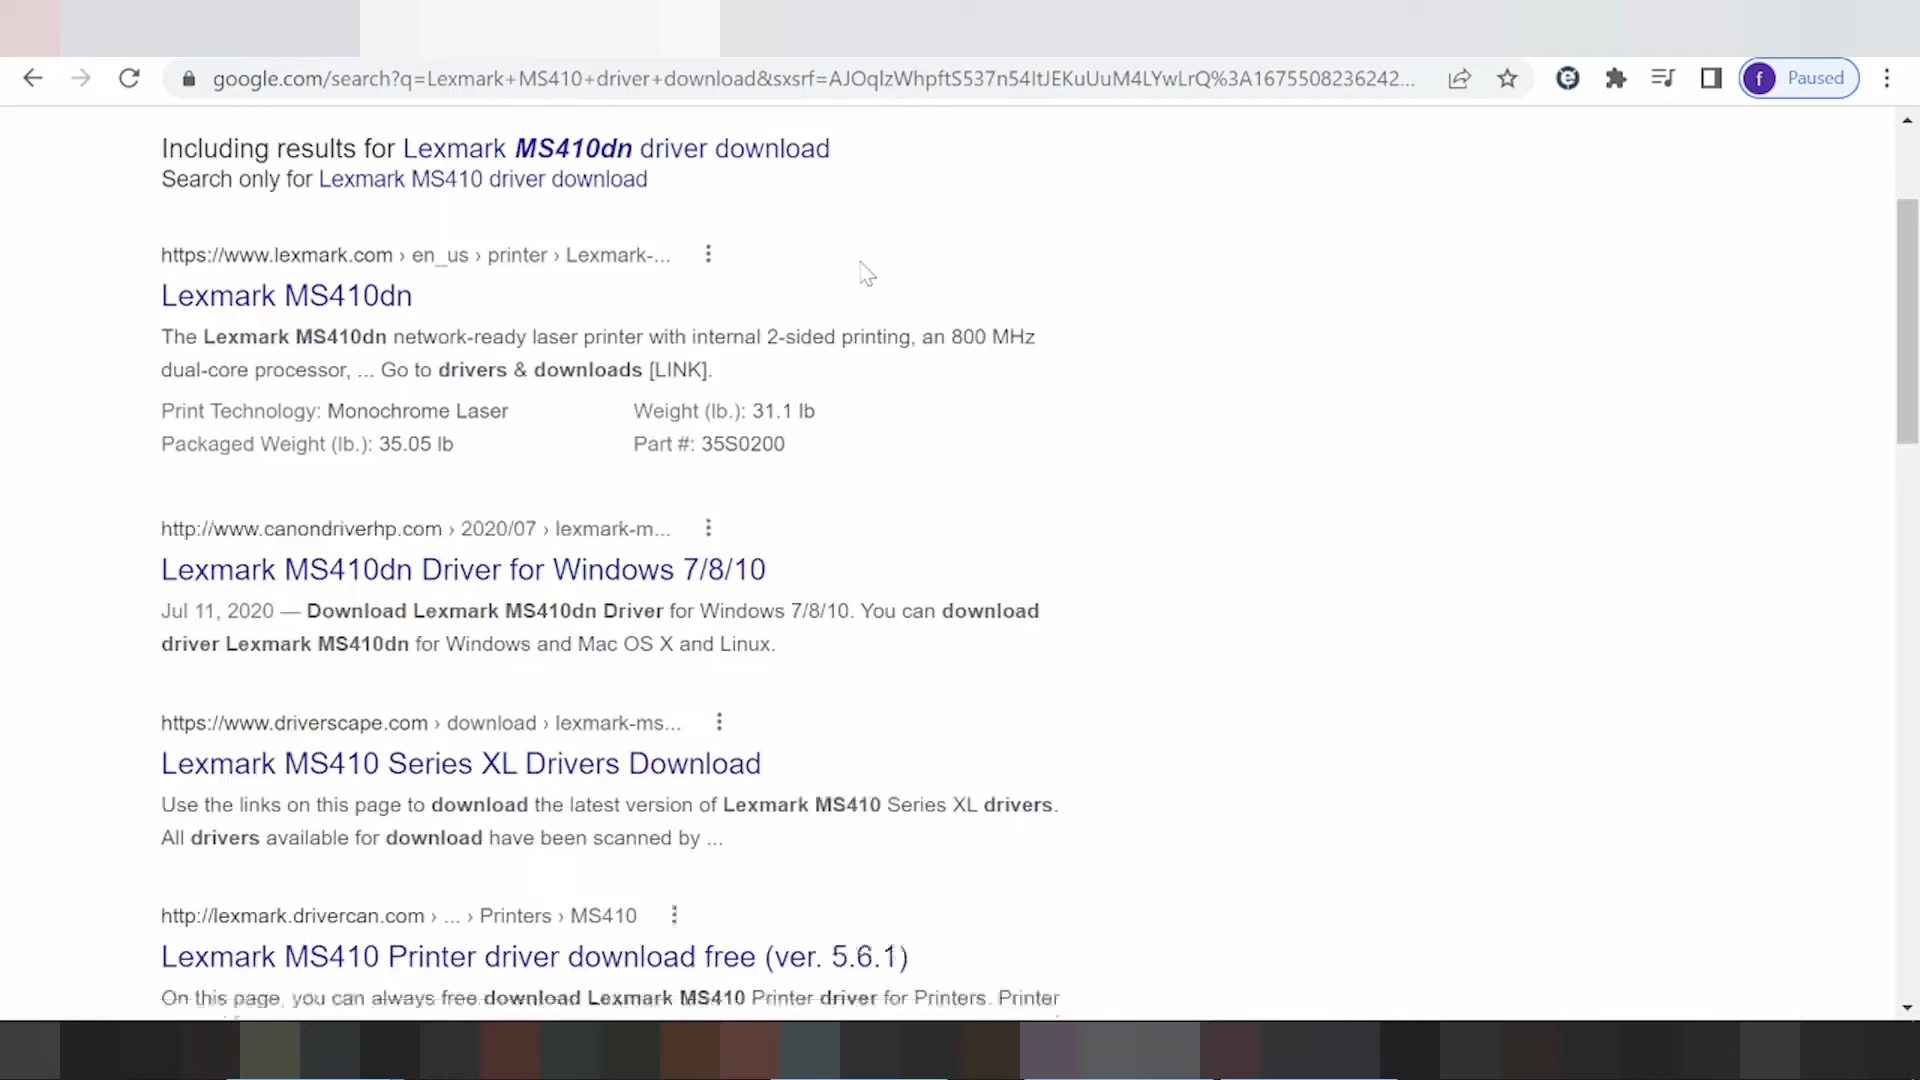 google.com/search?q=Lexmark+MS410+driver+download&sxsrf=AJOqlzWhpftS537n54ltJEKuUuM4LYwLrQ%3A1675508236242...
f Paused
Including results for Lexmark MS410dn driver download
Search only for Lexmark MS410 driver download
https://www.lexmark.com › en_us › printer › Lexmark-...
Lexmark MS410dn
The Lexmark MS410dn network-ready laser printer with internal 2-sided printing, an 800 MHz
dual-core processor, ... Go to drivers & downloads [LINK].
Print Technology: Monochrome Laser Weight (lb.): 31.1 lb
Packaged Weight (lb.): 35.05 lb Part #: 35S0200
http://www.canondriverhp.com › 2020/07 › lexmark-m...
Lexmark MS410dn Driver for Windows 7/8/10
Jul 11, 2020 — Download Lexmark MS410dn Driver for Windows 7/8/10. You can download
driver Lexmark MS410dn for Windows and Mac OS X and Linux.
https://www.driverscape.com › download › lexmark-ms...
Lexmark MS410 Series XL Drivers Download
Use the links on this page to download the latest version of Lexmark MS410 Series XL drivers.
All drivers available for download have been scanned by ...
http://lexmark.drivercan.com › ... › Printers › MS410
Lexmark MS410 Printer driver download free (ver. 5.6.1)
On this page, you can always free download Lexmark MS410 Printer driver for Printers. Printer